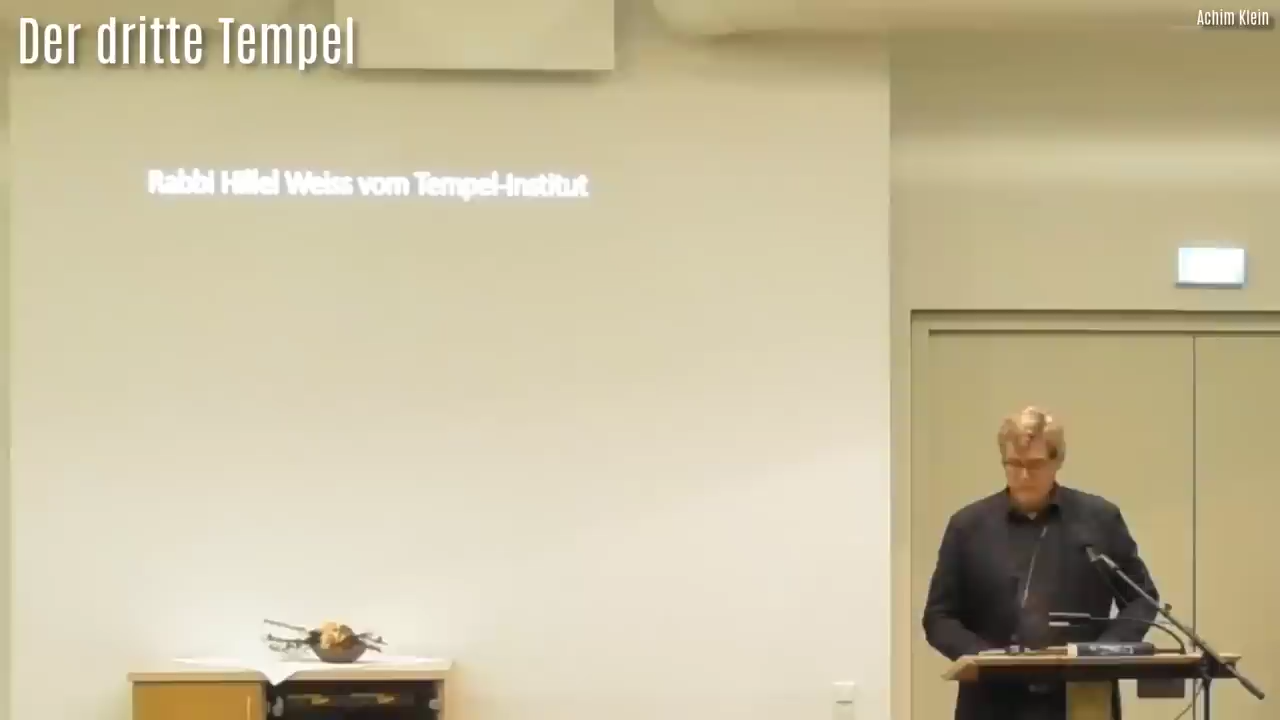 Der dritte Tempel
Achim Klein
Rabbi Hillel Weiss vom Tempel-Institut